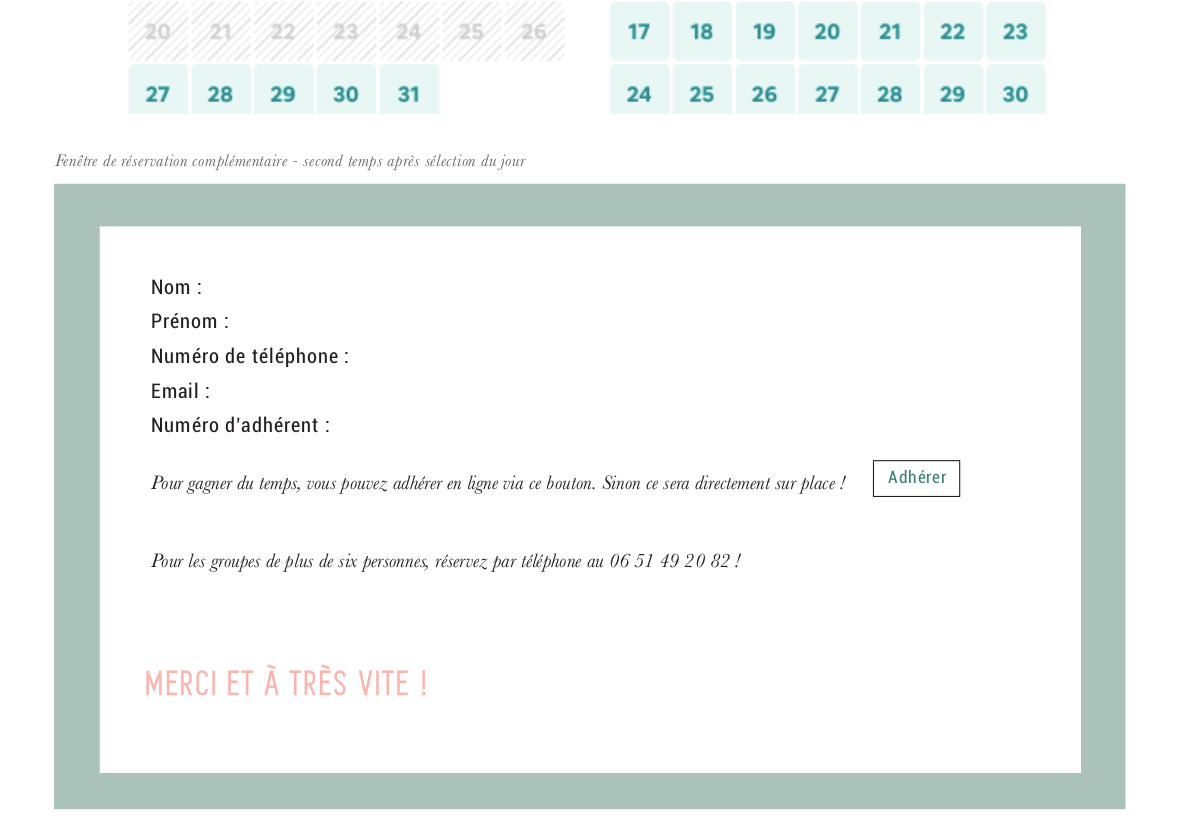 20 21 22 23 24 25 26 17 18 19 20 21 22 23
27 28 29 30 31 24 25 26 27 28 29 30
Fenêtre de réservation complémentaire - second temps après sélection du jour
Nom :
Prénom :
Numéro de téléphone :
Email :
Numéro d'adhérent :
Pour gagner du temps, vous pouvez adhérer en ligne via ce bouton. Sinon ce sera directement sur place ! Adhérer
Pour les groupes de plus de six personnes, réservez par téléphone au 06 51 49 20 82 !
MERCI ET À TRÈS VITE !